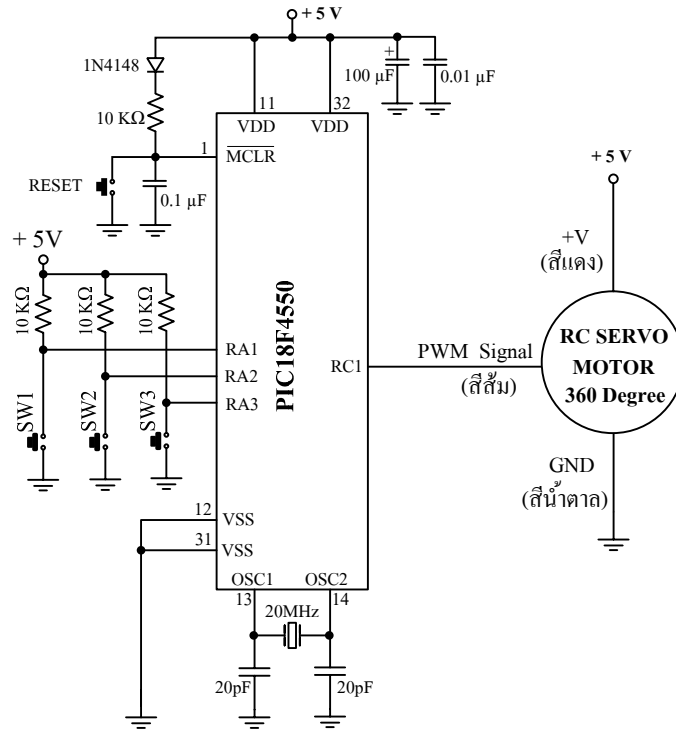 + 5 V
1N4148
10 KΩ
100 µF
+
0.01 µF
11
32
VDD
VDD
1
MCLR
RESET
0.1 µF
+ 5V
10 KΩ
10 KΩ
10 KΩ
RA1
RA2
RA3
SW1
SW2
SW3
PIC18F4550
RC1
PWM Signal
(สีส้ม)
+ 5 V
+V
(สีแดง)
RC SERVO
MOTOR
360 Degree
GND
(สีน้ำตาล)
12
VSS
31
VSS
OSC1
OSC2
13
20MHz
14
20pF
20pF